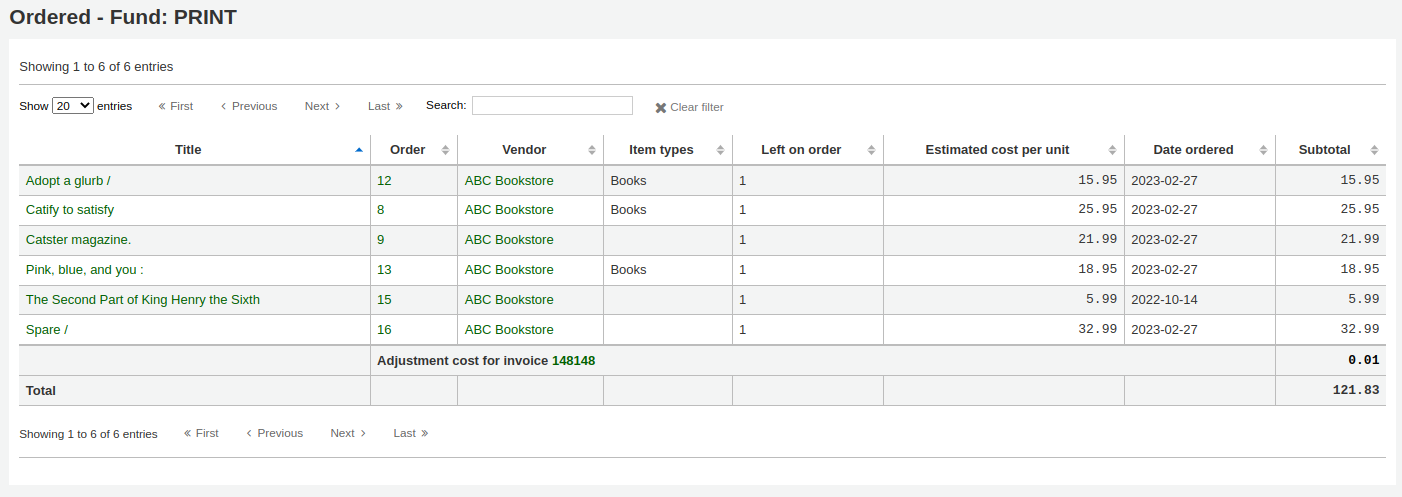 Ordered - Fund: PRINT
Showing 1 to 6 of 6 entries
Show 20 entries « First ‹ Previous Next › Last » Search: ✖ Clear filter
Title Order Vendor Item types Left on order Estimated cost per unit Date ordered Subtotal
Adopt a glurb / 12 ABC Bookstore Books 1 15.95 2023-02-27 15.95
Catify to satisfy 8 ABC Bookstore Books 1 25.95 2023-02-27 25.95
Catster magazine. 9 ABC Bookstore 1 21.99 2023-02-27 21.99
Pink, blue, and you : 13 ABC Bookstore Books 1 18.95 2023-02-27 18.95
The Second Part of King Henry the Sixth 15 ABC Bookstore 1 5.99 2022-10-14 5.99
Spare / 16 ABC Bookstore 1 32.99 2023-02-27 32.99
Adjustment cost for invoice 148148 0.01
Total 121.83
Showing 1 to 6 of 6 entries « First ‹ Previous Next › Last »